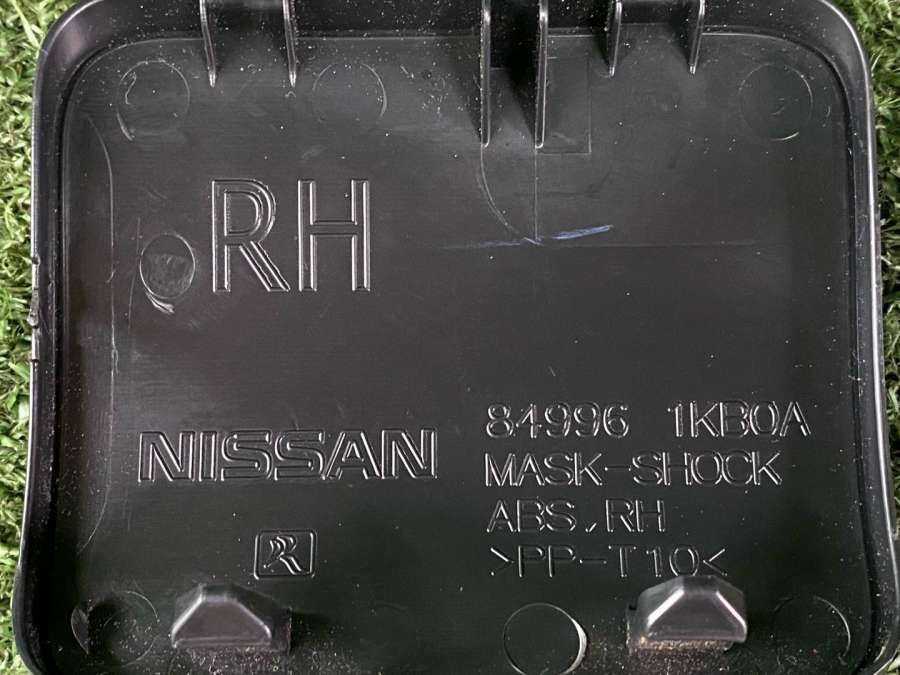 RH
NISSAN
84996 1KB0A
MASK-SHOCK
ABS,RH
>PP-T10<